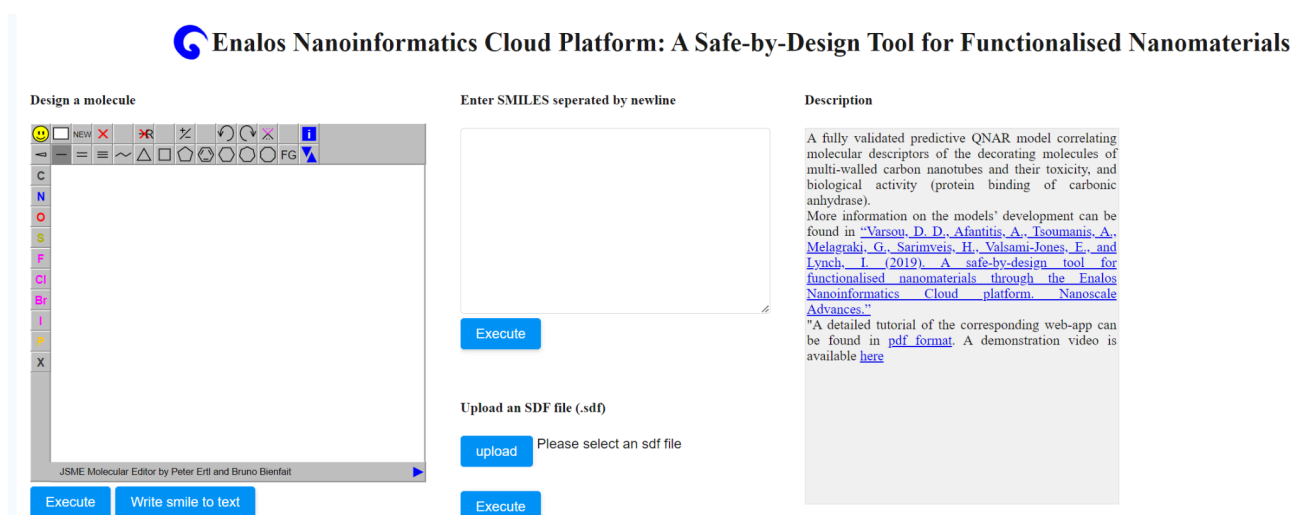 Enalos Nanoinformatics Cloud Platform: A Safe-by-Design Tool for Functionalised Nanomaterials
Design a molecule
NEW
R
+/-
i
FG
C
N
O
S
F
Cl
Br
I
P
X
JSME Molecular Editor by Peter Ertl and Bruno Bienfait
Execute
Write smile to text
Enter SMILES seperated by newline
Execute
Upload an SDF file (.sdf)
upload
Please select an sdf file
Execute
Description
A fully validated predictive QNAR model correlating
molecular descriptors of the decorating molecules of
multi-walled carbon nanotubes and their toxicity, and
biological activity (protein binding of carbonic
anhydrase).
More information on the models' development can be
found in “Varsou, D. D., Afantitis, A., Tsoumanis, A.,
Melagraki, G., Sarimveis, H., Valsami-Jones, E., and
Lynch, I. (2019). A safe-by-design tool for
functionalised nanomaterials through the Enalos
Nanoinformatics Cloud platform. Nanoscale
Advances.”
"A detailed tutorial of the corresponding web-app can
be found in pdf format. A demonstration video is
available here